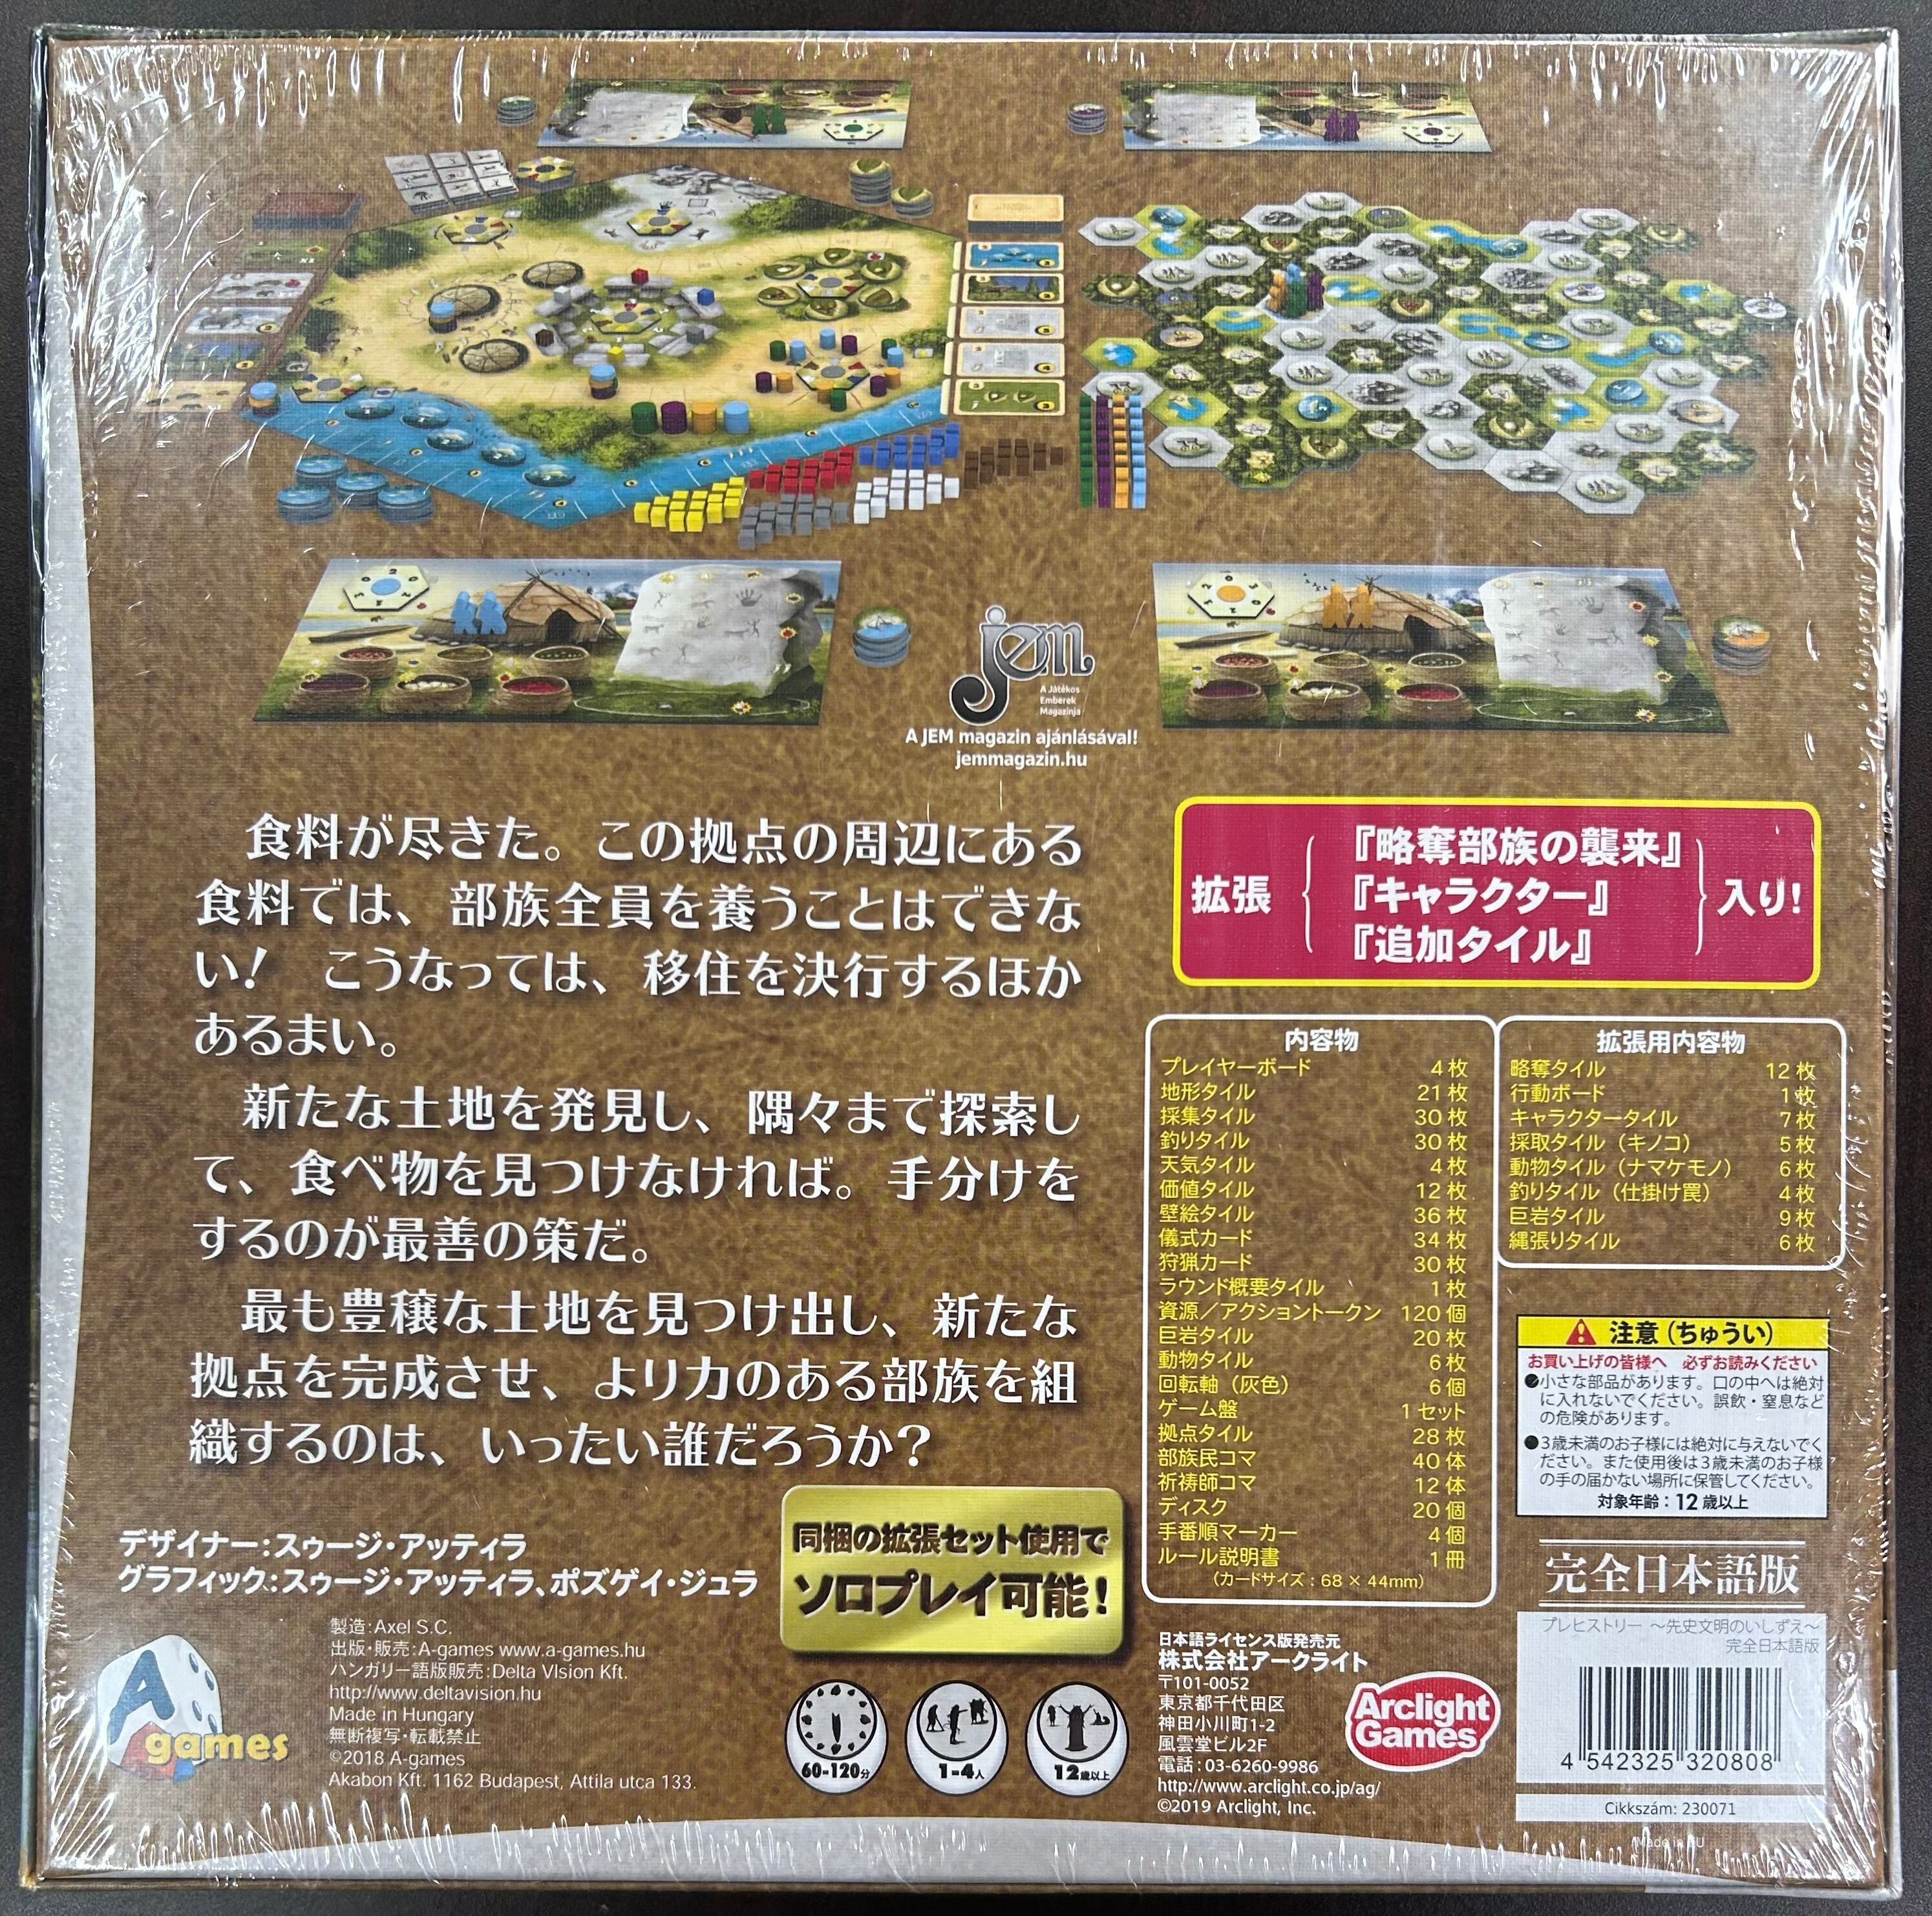 jem
A Játékos
Emberek
Magazinja
A JEM magazin ajánlásával!
jemmagazin.hu
食料が尽きた。この拠点の周辺にある
食料では、部族全員を養うことはできな
い！　こうなっては、移住を決行するほか
あるまい。
新たな土地を発見し、隅々まで探索し
て、食べ物を見つけなければ。手分けを
するのが最善の策だ。
最も豊穣な土地を見つけ出し、新たな
拠点を完成させ、より力のある部族を組
織するのは、いったい誰だろうか？
拡張
『略奪部族の襲来』
『キャラクター』
『追加タイル』
入り!
内容物
プレイヤーボード 4枚
地形タイル 21枚
採集タイル 30枚
釣りタイル 30枚
天気タイル 4枚
価値タイル 12枚
壁絵タイル 36枚
儀式カード 34枚
狩猟カード 30枚
ラウンド概要タイル 1枚
資源／アクショントークン 120個
巨岩タイル 20枚
動物タイル 6枚
回転軸（灰色） 6個
ゲーム盤 1セット
拠点タイル 28枚
部族民コマ 40体
祈祷師コマ 12体
ディスク 20個
手番順マーカー 4個
ルール説明書 1冊
（カードサイズ：68 × 44mm）
拡張用内容物
略奪タイル 12枚
行動ボード 1枚
キャラクタータイル 7枚
採取タイル（キノコ） 5枚
動物タイル（ナマケモノ） 6枚
釣りタイル（仕掛け罠） 4枚
巨岩タイル 9枚
縄張りタイル 6枚
注意（ちゅうい）
お買い上げの皆様へ　必ずお読みください
●小さな部品があります。口の中へは絶対
に入れないでください。誤飲・窒息など
の危険があります。
●3歳未満のお子様には絶対に与えないでく
ださい。また使用後は3歳未満のお子様
の手の届かない場所に保管してください。
対象年齢：12歳以上
完全日本語版
プレヒストリー ～先史文明のいしずえ～
完全日本語版
4 542325 320808
Cikkszám: 230071
Made in EU
デザイナー：スゥージ・アッティラ
グラフィック：スゥージ・アッティラ、ポズゲイ・ジュラ
同梱の拡張セット使用で
ソロプレイ可能！
A games
製造：Axel S.C.
出版・販売：A-games www.a-games.hu
ハンガリー語版販売：Delta VIsion Kft.
http://www.deltavision.hu
Made in Hungary
無断複写・転載禁止
©2018 A-games
Akabon Kft. 1162 Budapest, Attila utca 133.
60-120分
1-4人
12歳以上
日本語ライセンス版発売元
株式会社アークライト
〒101-0052
東京都千代田区
神田小川町1-2
風雲堂ビル2F
電話：03-6260-9986
http://www.arclight.co.jp/ag/
©2019 Arclight, Inc.
Arclight
Games